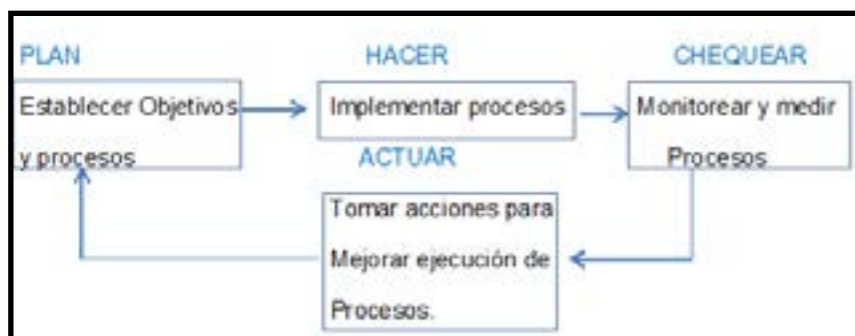 PLAN
Establecer Objetivos
y procesos
HACER
Implementar procesos
CHEQUEAR
Monitorear y medir
Procesos
ACTUAR
Tomar acciones para
Mejorar ejecución de
Procesos.